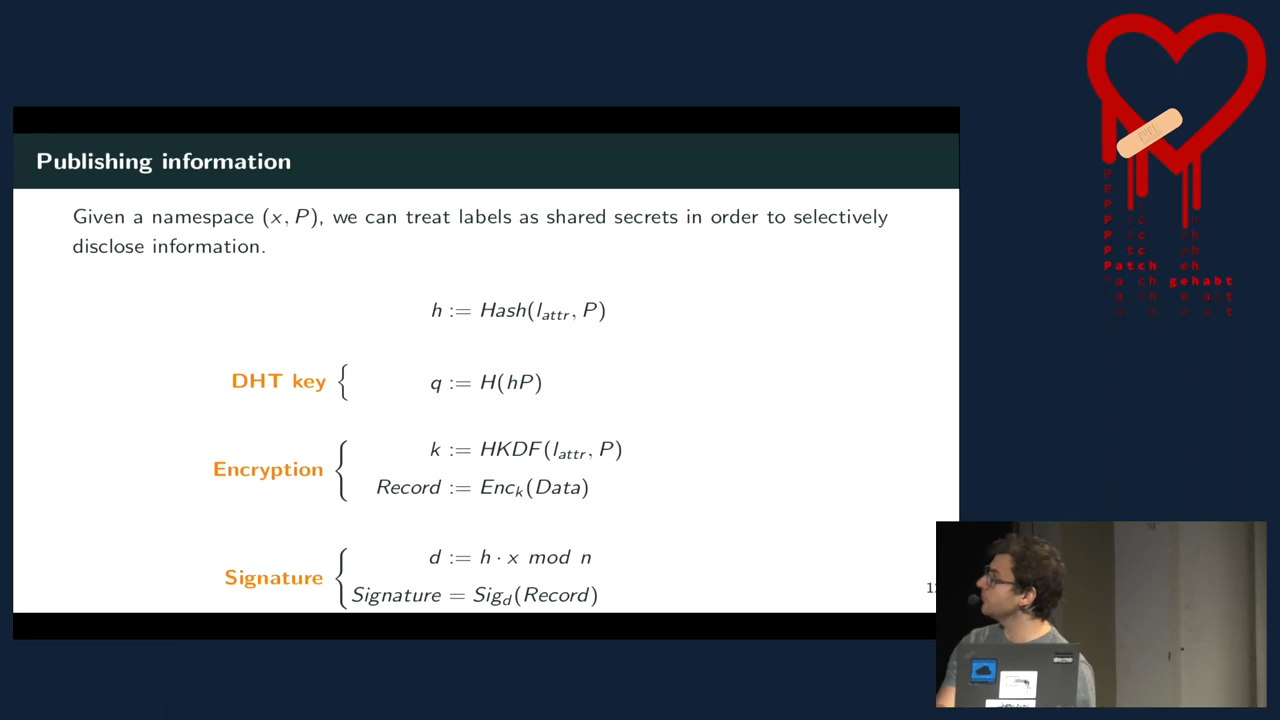 Publishing information
Given a namespace (x, P), we can treat labels as shared secrets in order to selectively
disclose information.
h := Hash(l_attr, P)
DHT key { q := H(hP)
Encryption { k := HKDF(l_attr, P)
Record := Enc_k(Data)
Signature { d := h · x mod n
Signature = Sig_d(Record)
Patch
gehabt